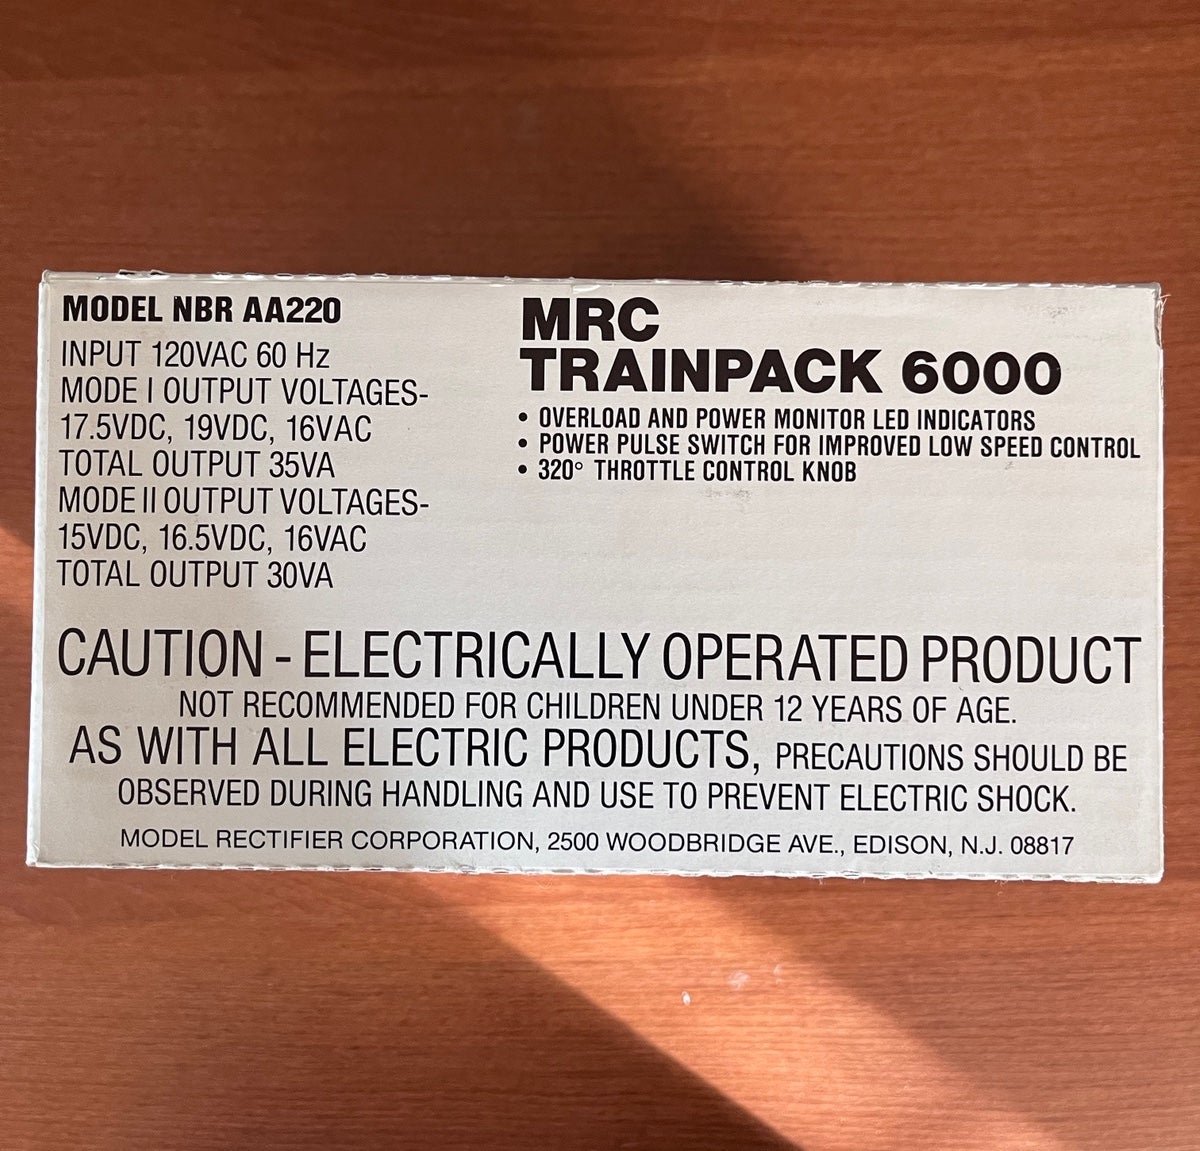 MODEL NBR AA220
INPUT 120VAC 60 Hz
MODE I OUTPUT VOLTAGES-
17.5VDC, 19VDC, 16VAC
TOTAL OUTPUT 35VA
MODE II OUTPUT VOLTAGES-
15VDC, 16.5VDC, 16VAC
TOTAL OUTPUT 30VA
MRC
TRAINPACK 6000
• OVERLOAD AND POWER MONITOR LED INDICATORS
• POWER PULSE SWITCH FOR IMPROVED LOW SPEED CONTROL
• 320° THROTTLE CONTROL KNOB
CAUTION - ELECTRICALLY OPERATED PRODUCT
NOT RECOMMENDED FOR CHILDREN UNDER 12 YEARS OF AGE.
AS WITH ALL ELECTRIC PRODUCTS, PRECAUTIONS SHOULD BE
OBSERVED DURING HANDLING AND USE TO PREVENT ELECTRIC SHOCK.
MODEL RECTIFIER CORPORATION, 2500 WOODBRIDGE AVE., EDISON, N.J. 08817